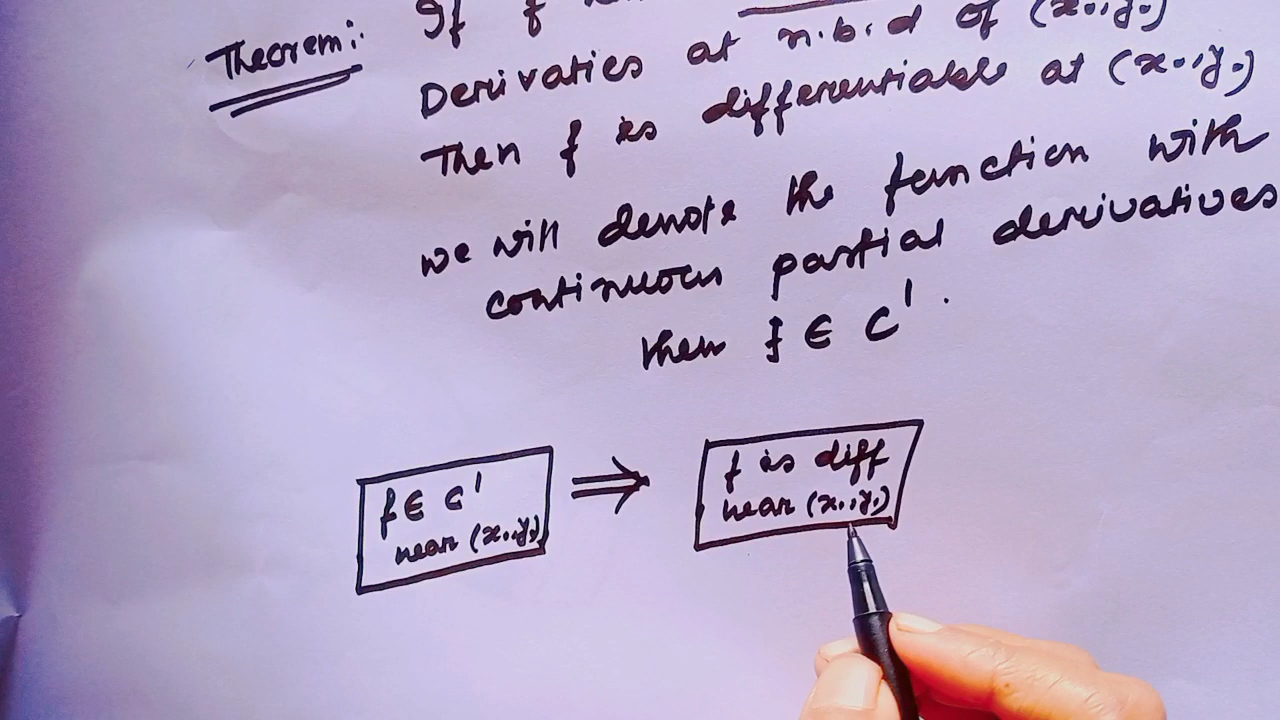 Theorem:
If f
Derivaties at n.b.d of (x₀,y₀)
Then f is differentiable at (x₀,y₀)
we will denote the function with
continuous partial derivatives
then f ∈ C¹.
f ∈ C¹
near (x₀,y₀)
⇒
f is diff
near (x₀,y₀)